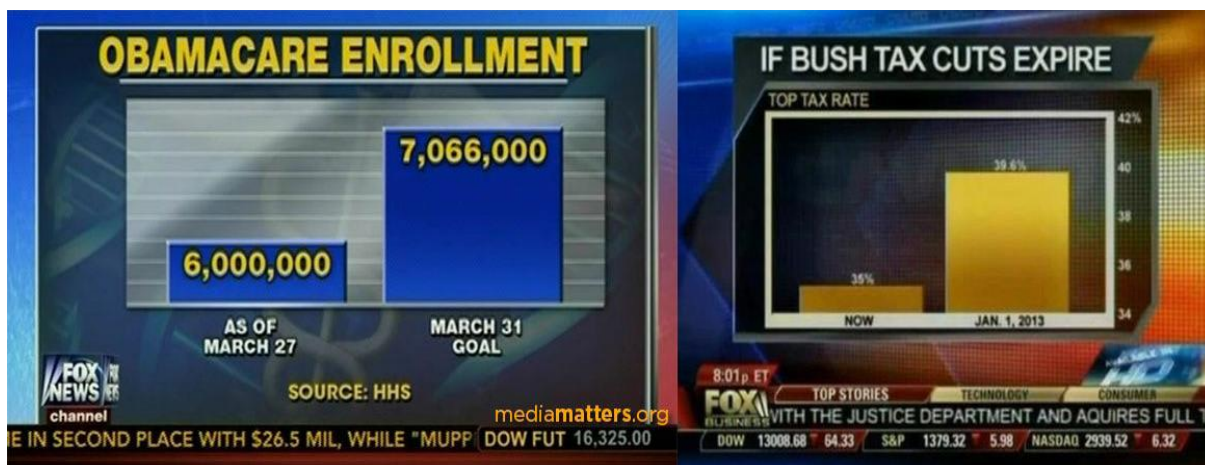 OBAMACARE ENROLLMENT
7,066,000
6,000,000
AS OF
MARCH 27
MARCH 31
GOAL
SOURCE: HHS
FOX
NEWS
channel
mediamatters.org
E IN SECOND PLACE WITH $26.5 MIL, WHILE "MUPP
DOW FUT 16,325.00
IF BUSH TAX CUTS EXPIRE
TOP TAX RATE
42%
40
38
36
34
39.6%
35%
NOW
JAN. 1, 2013
8:01p ET
HD
TOP STORIES
TECHNOLOGY
CONSUMER
FOX
BUSINESS
WITH THE JUSTICE DEPARTMENT AND AQUIRES FULL T
DOW 13008.68 64.33 S&P 1379.32 5.98 NASDAQ 2939.52 6.32